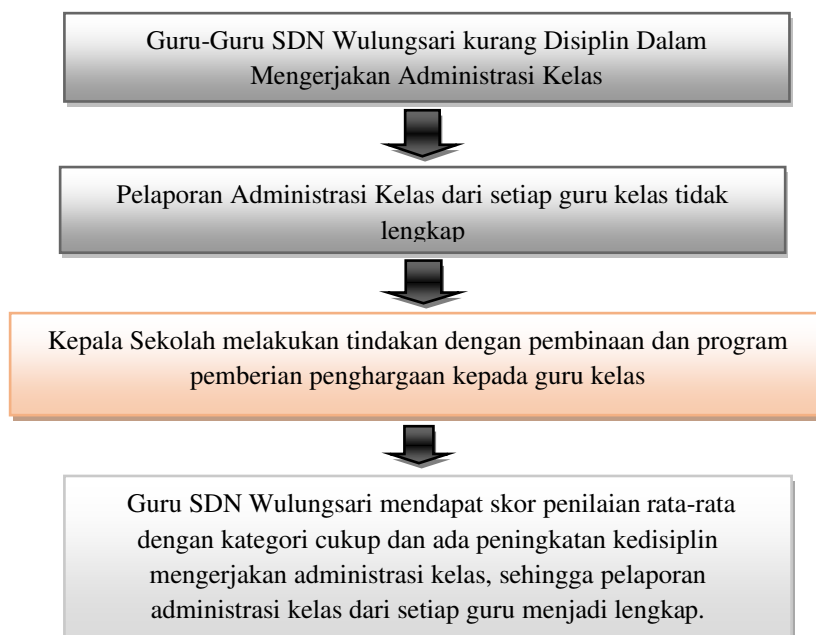 Guru-Guru SDN Wulungsari kurang Disiplin Dalam
Mengerjakan Administrasi Kelas
Pelaporan Administrasi Kelas dari setiap guru kelas tidak
lengkap
Kepala Sekolah melakukan tindakan dengan pembinaan dan program
pemberian penghargaan kepada guru kelas
Guru SDN Wulungsari mendapat skor penilaian rata-rata
dengan kategori cukup dan ada peningkatan kedisiplin
mengerjakan administrasi kelas, sehingga pelaporan
administrasi kelas dari setiap guru menjadi lengkap.